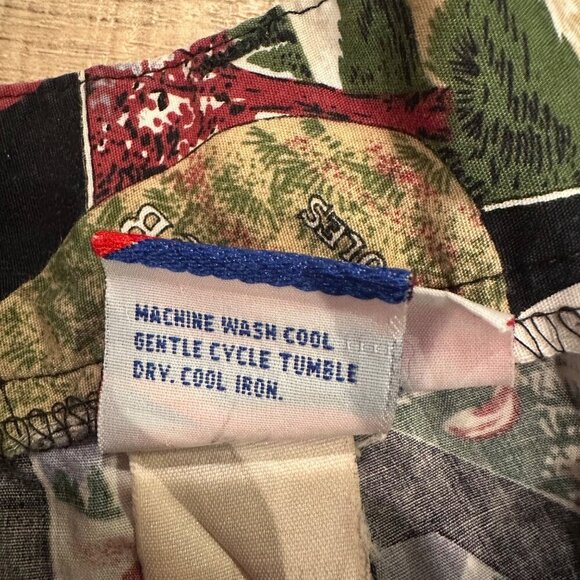 MACHINE WASH COOL
GENTLE CYCLE TUMBLE
DRY. COOL IRON.